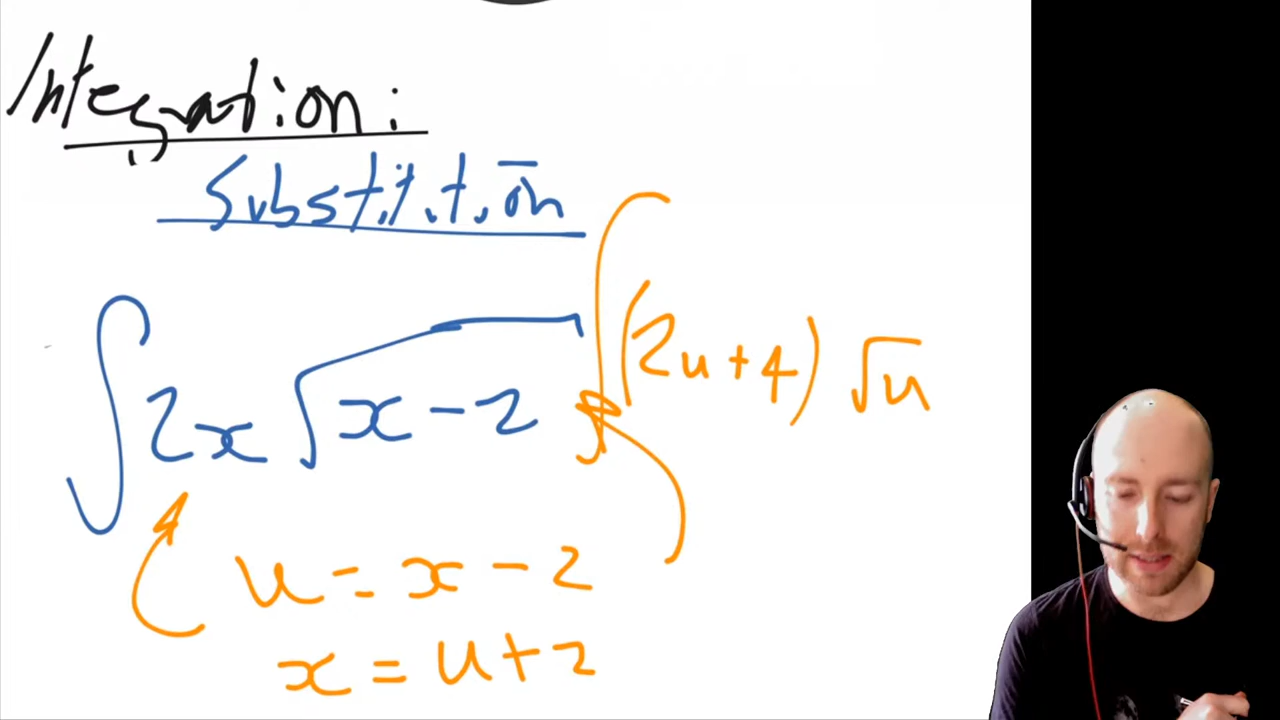 Integration:
Substitution
∫ 2x √x - 2
∫ (2u + 4) √u
u = x - 2
x = u + 2